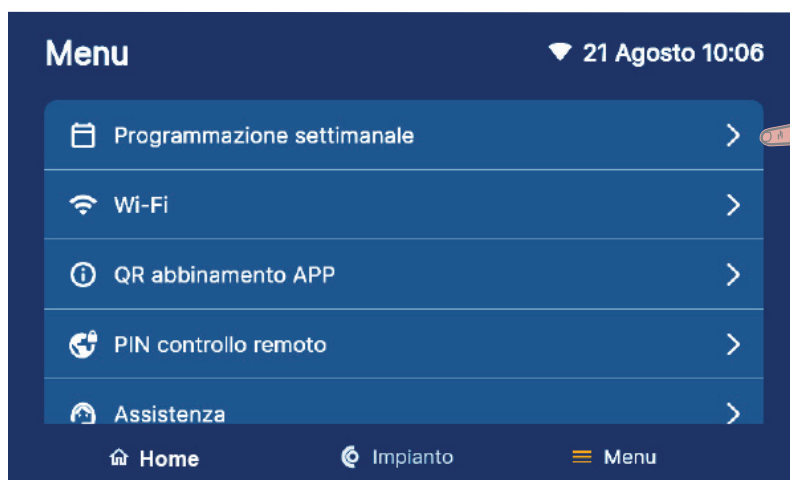 Menu
21 Agosto 10:06
Programmazione settimanale
Wi-Fi
QR abbinamento APP
PIN controllo remoto
Assistenza
Home
Impianto
Menu